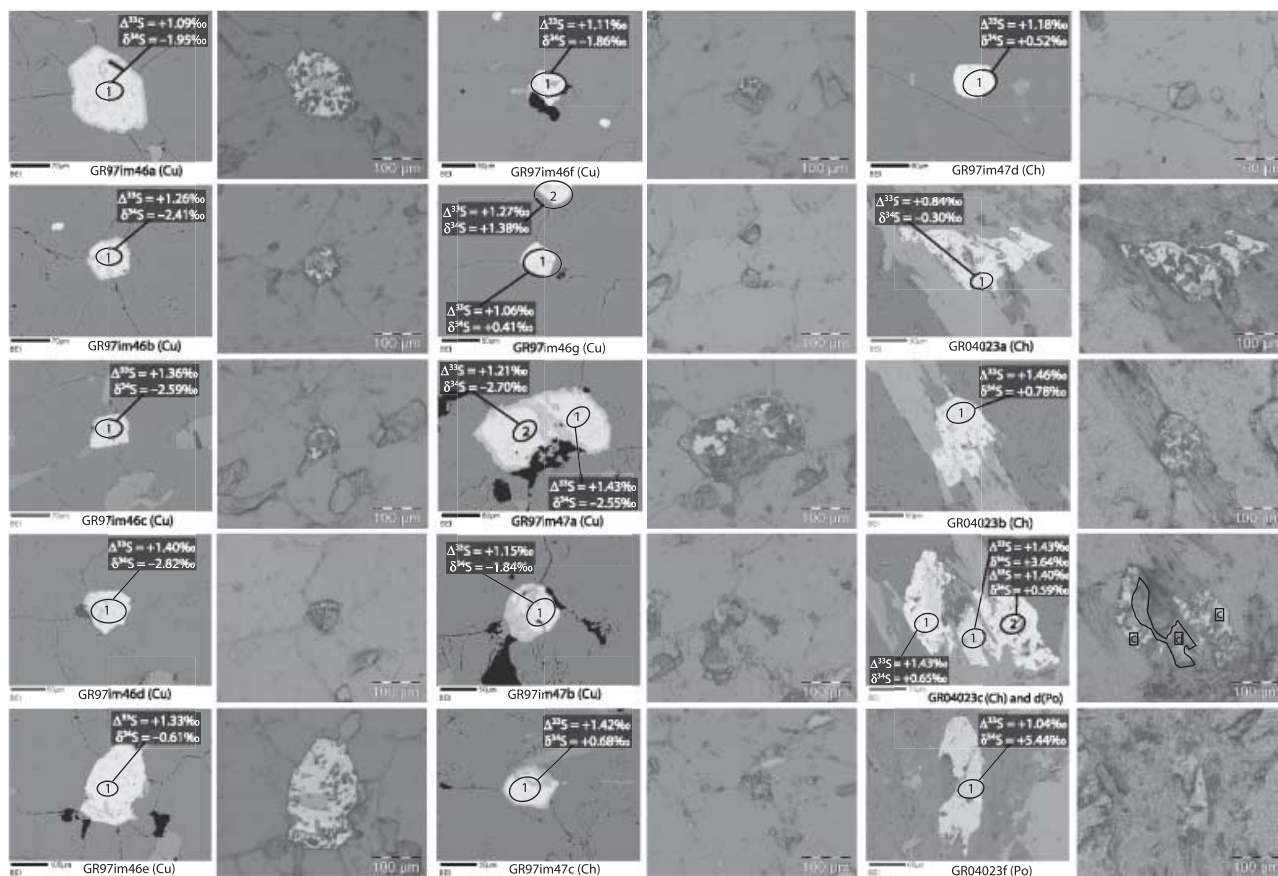 Δ³³S = +1.09‰
δ³⁴S = −1.95‰
1
70μm
GR97im46a (Cu)
100 μm
Δ³³S = +1.11‰
δ³⁴S = −1.86‰
1
GR97im46f (Cu)
100 μm
Δ³³S = +1.18‰
δ³⁴S = +0.52‰
1
GR97im47d (Ch)
100 μm
Δ³³S = +1.26‰
δ³⁴S = −2.41‰
1
70μm
GR97im46b (Cu)
100 μm
2
Δ³³S = +1.27‰
δ³⁴S = +1.38‰
1
Δ³³S = +1.06‰
δ³⁴S = +0.41‰
GR97im46g (Cu)
100 μm
Δ³³S = +0.84‰
δ³⁴S = −0.30‰
1
GR04023a (Ch)
100 μm
Δ³³S = +1.36‰
δ³⁴S = −2.59‰
1
70μm
GR97im46c (Cu)
100 μm
Δ³³S = +1.21‰
δ³⁴S = −2.70‰
1
2
Δ³³S = +1.43‰
δ³⁴S = −2.55‰
GR97im47a (Cu)
100 μm
Δ³³S = +1.46‰
δ³⁴S = +0.78‰
1
GR04023b (Ch)
100 μm
Δ³³S = +1.40‰
δ³⁴S = −2.82‰
1
GR97im46d (Cu)
100 μm
Δ³³S = +1.15‰
δ³⁴S = −1.84‰
1
GR97im47b (Cu)
100 μm
Δ³³S = +1.43‰
δ³⁴S = +3.64‰
Δ³³S = +1.40‰
δ³⁴S = +0.59‰
1
1
2
Δ³³S = +1.43‰
δ³⁴S = +0.65‰
GR04023c (Ch) and d(Po)
c
c
d
100 μm
Δ³³S = +1.33‰
δ³⁴S = −0.61‰
1
100μm
GR97im46e (Cu)
100 μm
Δ³³S = +1.42‰
δ³⁴S = +0.68‰
1
GR97im47c (Ch)
100 μm
Δ³³S = +1.04‰
δ³⁴S = +5.44‰
1
GR04023f (Po)
100 μm